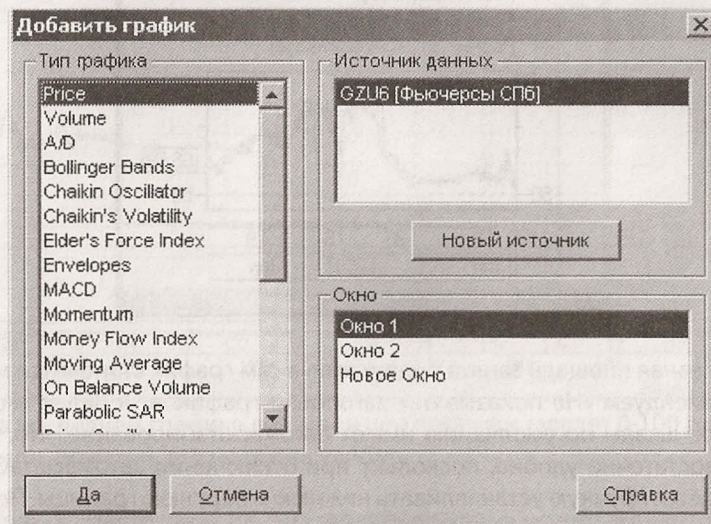 Добавить график
Тип графика
Price
Volume
A/D
Bollinger Bands
Chaikin Oscillator
Chaikin's Volatility
Elder's Force Index
Envelopes
MACD
Momentum
Money Flow Index
Moving Average
On Balance Volume
Parabolic SAR
Источник данных
GZU6 [Фьючерсы СПб]
Новый источник
Окно
Окно 1
Окно 2
Новое Окно
Да
Отмена
Справка